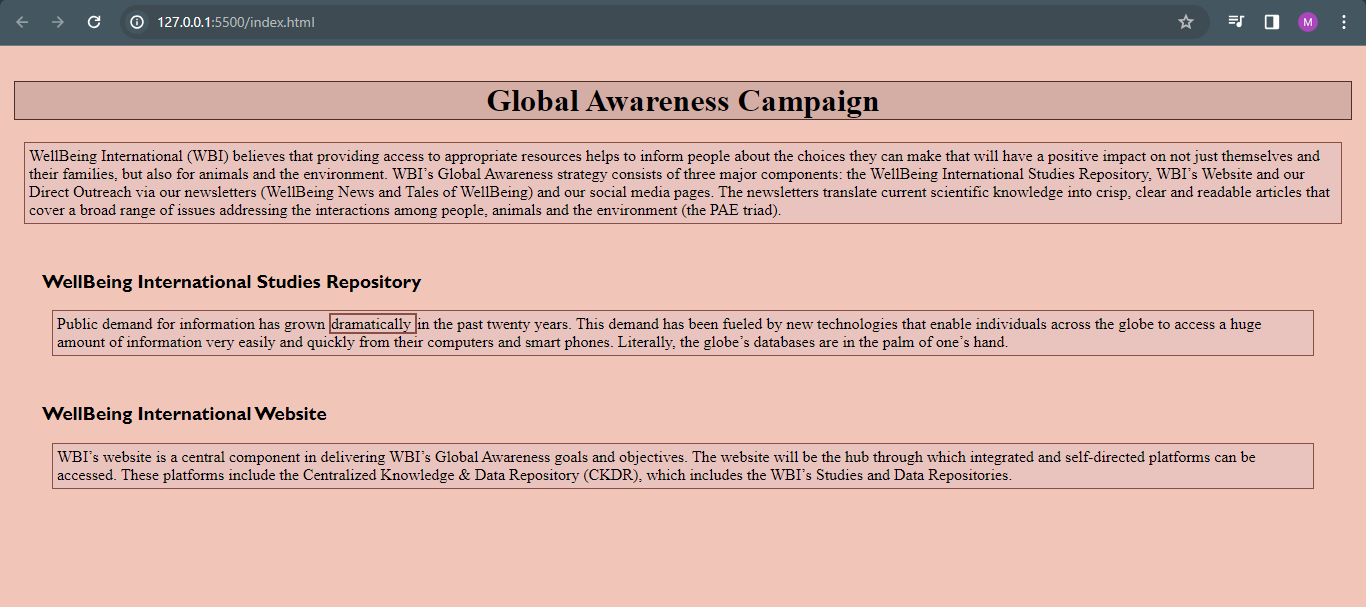 127.0.0.1:5500/index.html
M
Global Awareness Campaign
WellBeing International (WBI) believes that providing access to appropriate resources helps to inform people about the choices they can make that will have a positive impact on not just themselves and
their families, but also for animals and the environment. WBI’s Global Awareness strategy consists of three major components: the WellBeing International Studies Repository, WBI’s Website and our
Direct Outreach via our newsletters (WellBeing News and Tales of WellBeing) and our social media pages. The newsletters translate current scientific knowledge into crisp, clear and readable articles that
cover a broad range of issues addressing the interactions among people, animals and the environment (the PAE triad).
WellBeing International Studies Repository
Public demand for information has grown dramatically in the past twenty years. This demand has been fueled by new technologies that enable individuals across the globe to access a huge
amount of information very easily and quickly from their computers and smart phones. Literally, the globe’s databases are in the palm of one’s hand.
WellBeing International Website
WBI’s website is a central component in delivering WBI’s Global Awareness goals and objectives. The website will be the hub through which integrated and self-directed platforms can be
accessed. These platforms include the Centralized Knowledge & Data Repository (CKDR), which includes the WBI’s Studies and Data Repositories.